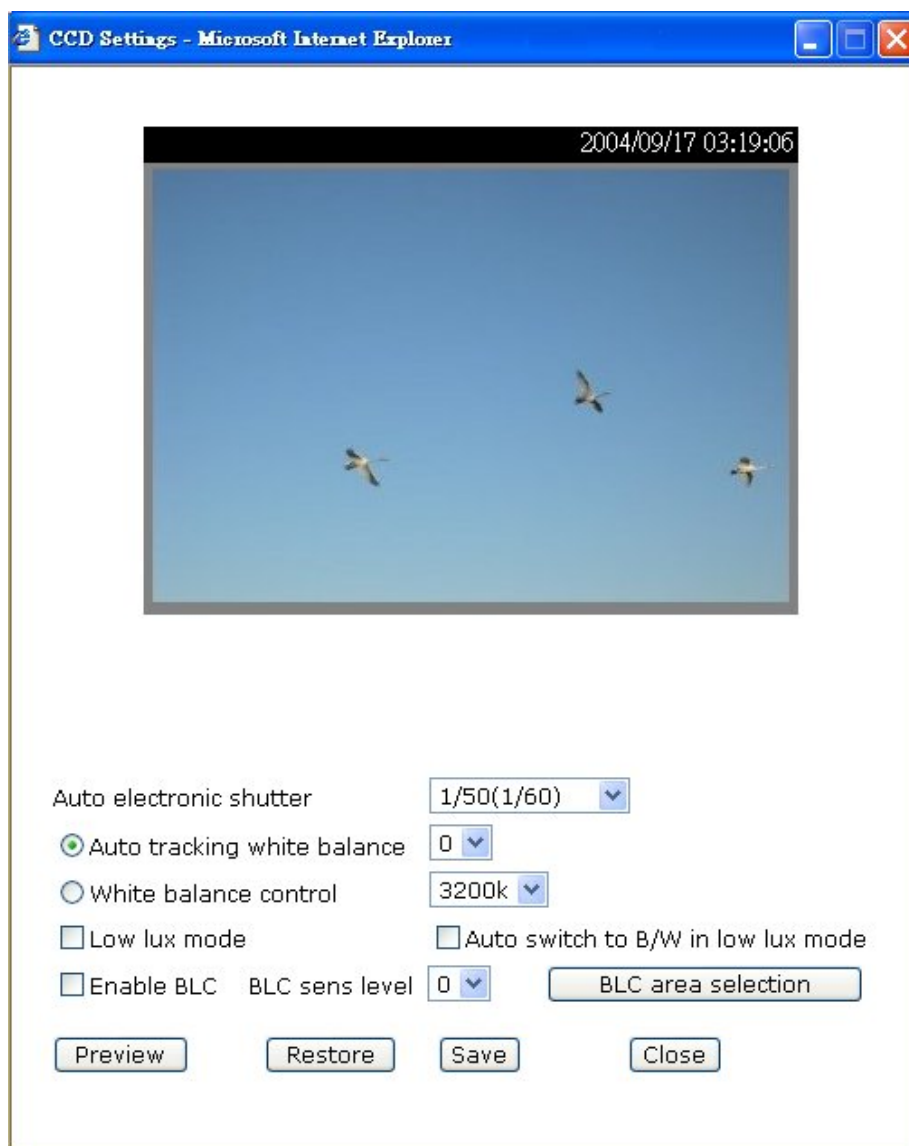 CCD Settings - Microsoft Internet Explorer
2004/09/17 03:19:06
Auto electronic shutter 1/50(1/60)
Auto tracking white balance 0
White balance control 3200k
Low lux mode Auto switch to B/W in low lux mode
Enable BLC BLC sens level 0 BLC area selection
Preview Restore Save Close